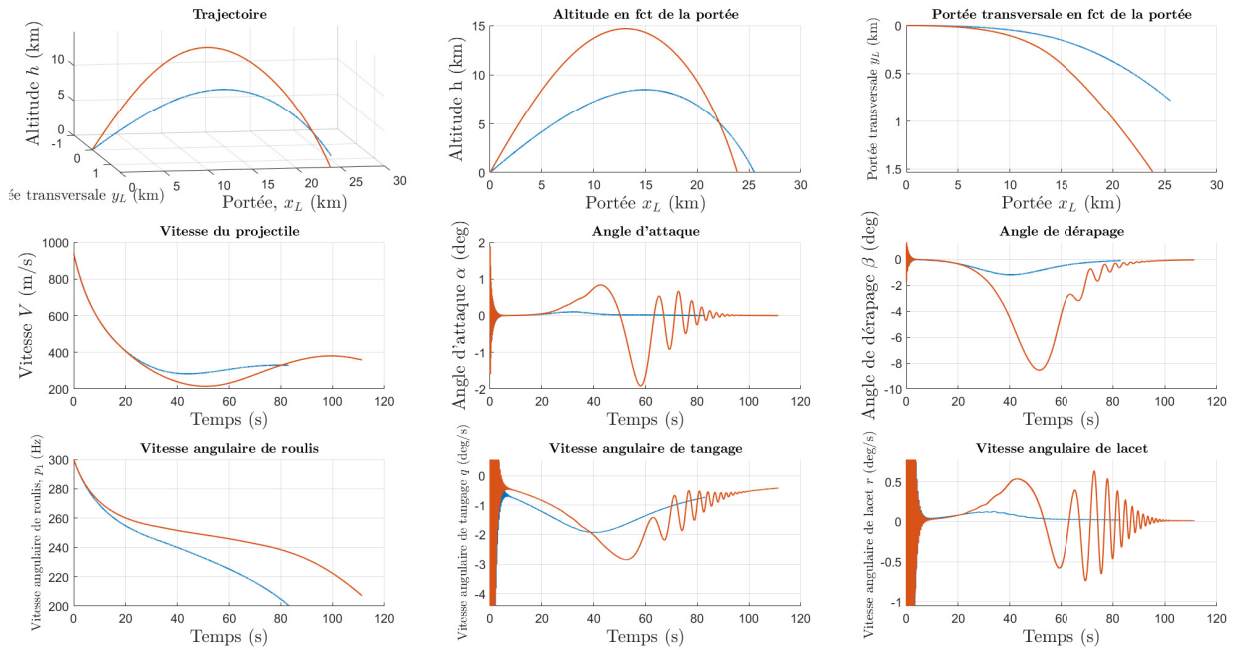 Trajectoire
Altitude h (km)
10
5
0
-1
0
1
ée transversale y_L (km)
0 5 10 15 20 25 30
Portée, x_L (km)
Altitude en fct de la portée
Altitude h (km)
15
10
5
0
0 5 10 15 20 25 30
Portée x_L (km)
Portée transversale en fct de la portée
Portée transversale y_L (km)
0
0.5
1
1.5
0 5 10 15 20 25 30
Portée x_L (km)
Vitesse du projectile
Vitesse V (m/s)
1000
800
600
400
200
0 20 40 60 80 100 120
Temps (s)
Angle d'attaque
Angle d'attaque α (deg)
2
1
0
-1
-2
0 20 40 60 80 100 120
Temps (s)
Angle de dérapage
Angle de dérapage β (deg)
0
-2
-4
-6
-8
-10
0 20 40 60 80 100 120
Temps (s)
Vitesse angulaire de roulis
Vitesse angulaire de roulis, p₁ (Hz)
300
280
260
240
220
200
0 20 40 60 80 100 120
Temps (s)
Vitesse angulaire de tangage
Vitesse angulaire de tangage q (deg/s)
0
-1
-2
-3
-4
0 20 40 60 80 100 120
Temps (s)
Vitesse angulaire de lacet
Vitesse angulaire de lacet r (deg/s)
0.5
0
-0.5
-1
0 20 40 60 80 100 120
Temps (s)